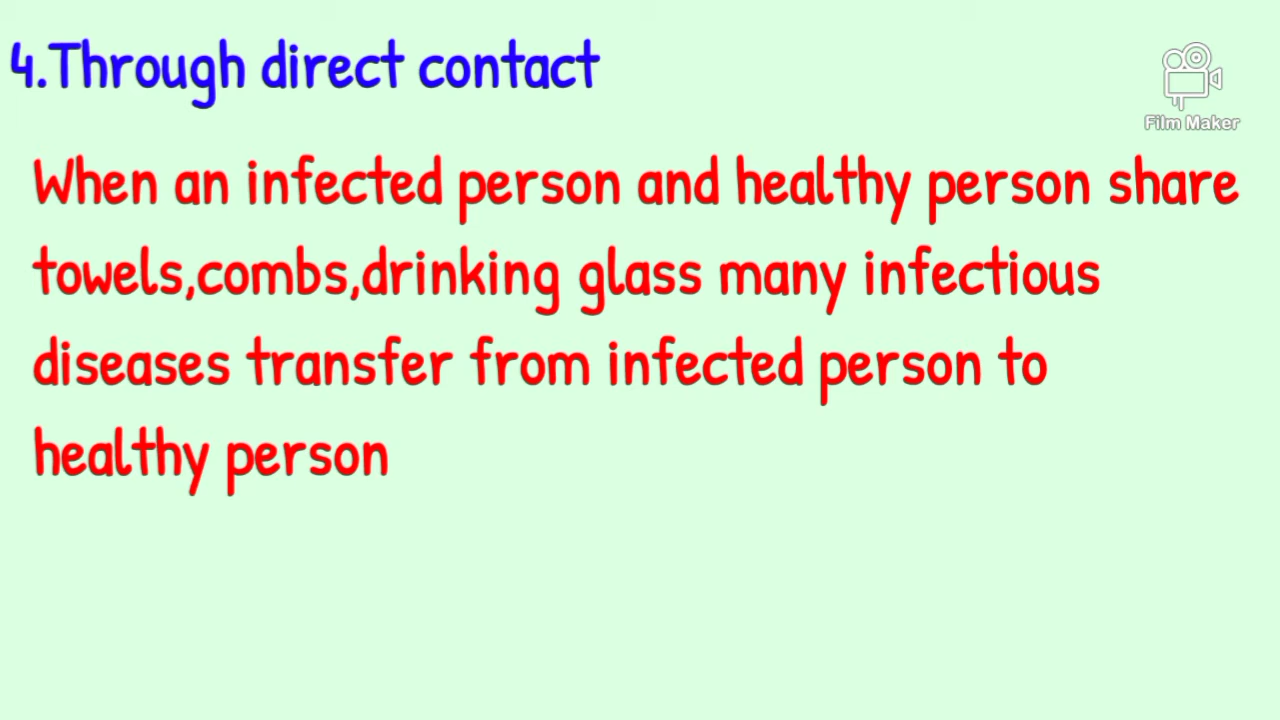 4.Through direct contact
Film Maker
When an infected person and healthy person share
towels,combs,drinking glass many infectious
diseases transfer from infected person to
healthy person